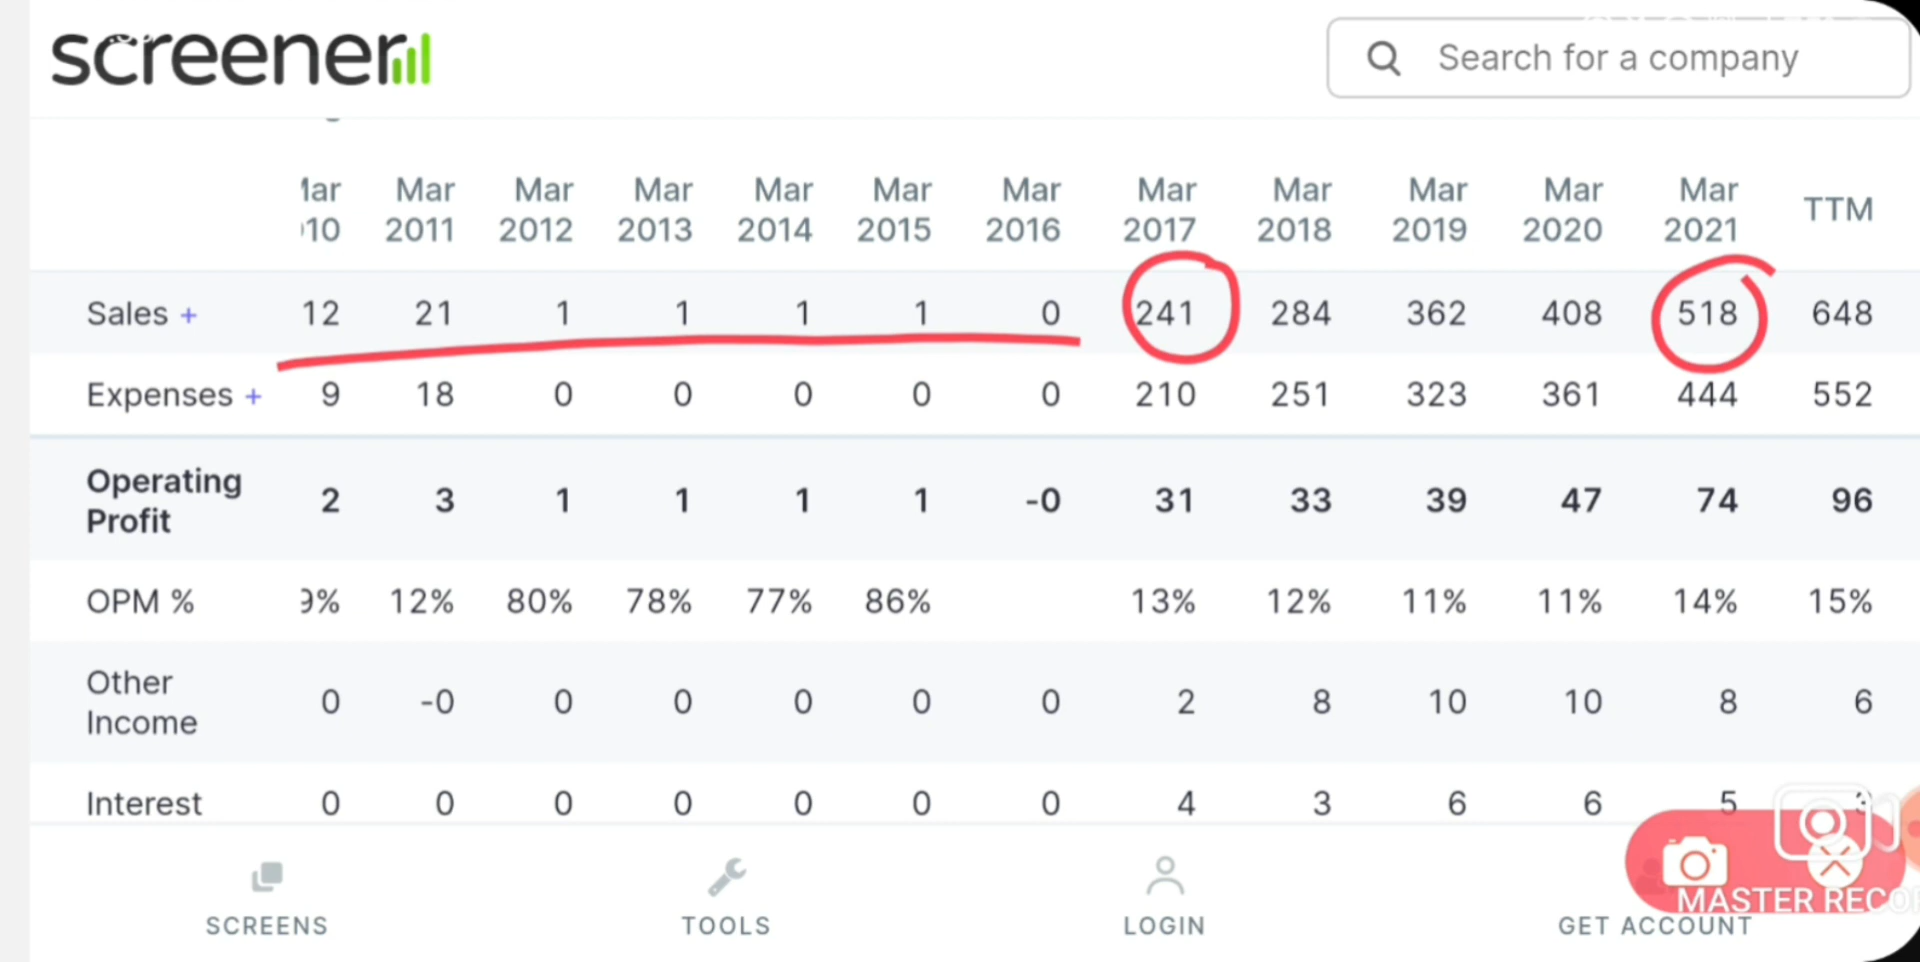 screener
Search for a company
Mar 2011 Mar 2012 Mar 2013 Mar 2014 Mar 2015 Mar 2016 Mar 2017 Mar 2018 Mar 2019 Mar 2020 Mar 2021 TTM
Sales + 12 21 1 1 1 1 0 241 284 362 408 518 648
Expenses + 9 18 0 0 0 0 0 210 251 323 361 444 552
Operating Profit 2 3 1 1 1 1 -0 31 33 39 47 74 96
OPM % 9% 12% 80% 78% 77% 86% 13% 12% 11% 11% 14% 15%
Other Income 0 -0 0 0 0 0 0 2 8 10 10 8 6
Interest 0 0 0 0 0 0 0 4 3 6 6 5
MASTER RECO
SCREENS TOOLS LOGIN GET ACCOUNT